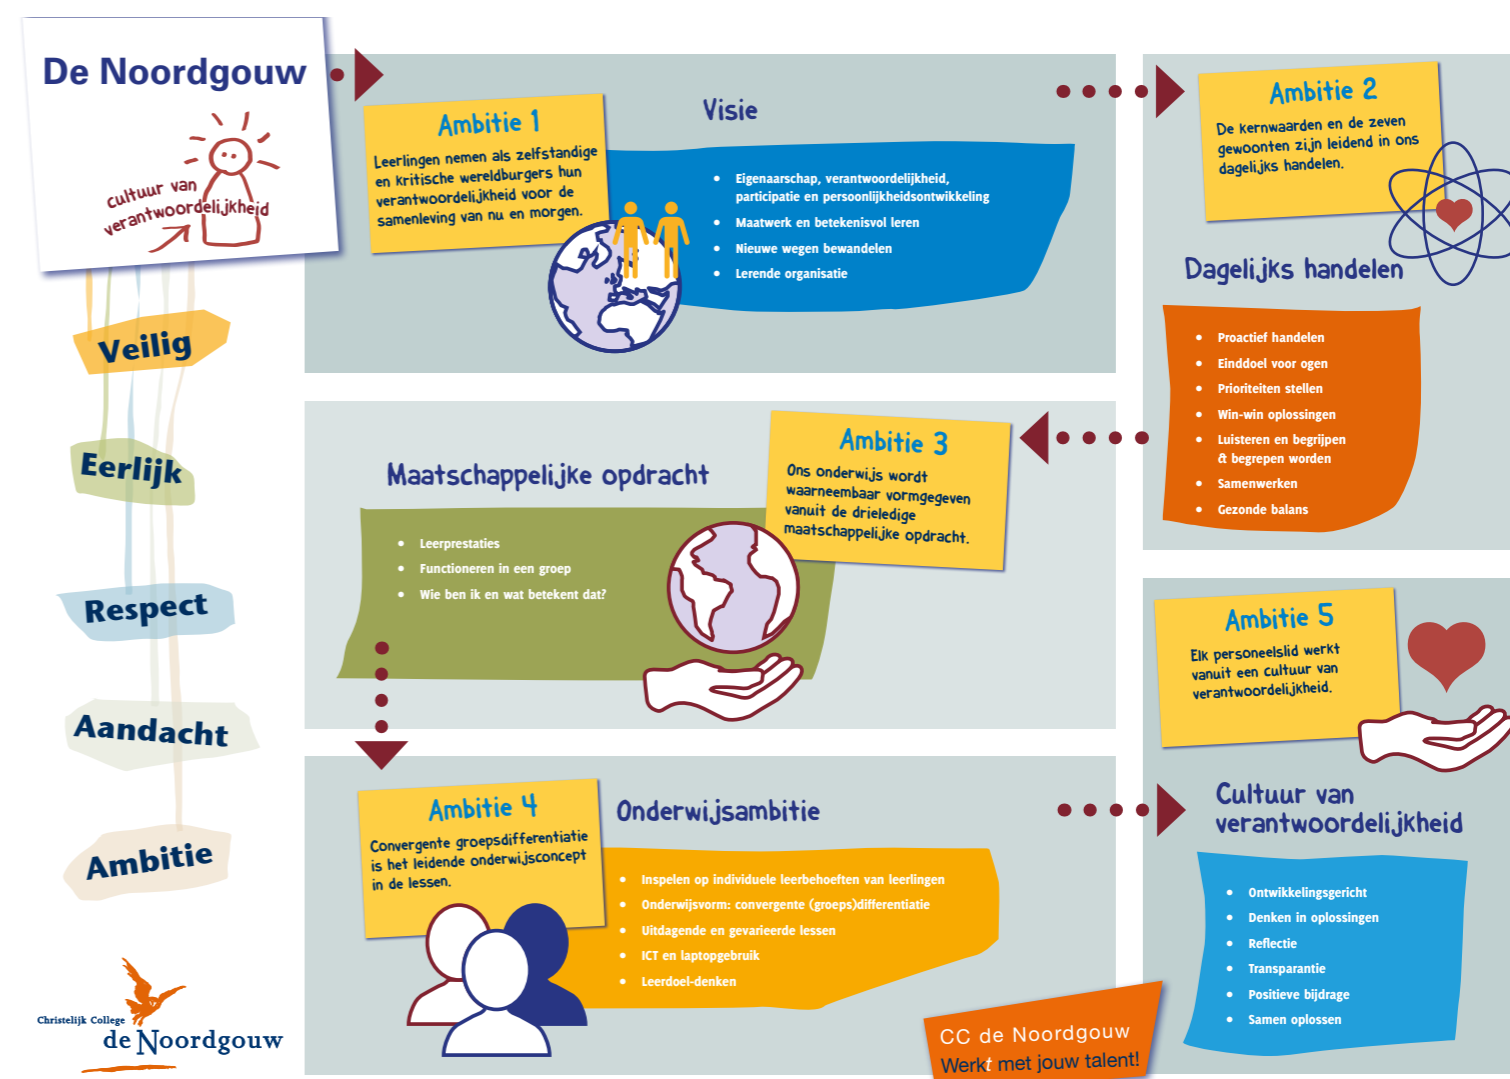 De Noordgouw
cultuur van
verantwoordelijkheid
Veilig
Eerlijk
Respect
Aandacht
Ambitie
Christelijk College
de Noordgouw
Ambitie 1
Leerlingen nemen als zelfstandige
en kritische wereldburgers hun
verantwoordelijkheid voor de
samenleving van nu en morgen.
Visie
• Eigenaarschap, verantwoordelijkheid,
participatie en persoonlijkheidsontwikkeling
• Maatwerk en betekenisvol leren
• Nieuwe wegen bewandelen
• Lerende organisatie
Ambitie 2
De kernwaarden en de zeven
gewoonten zijn leidend in ons
dagelijks handelen.
Dagelijks handelen
• Proactief handelen
• Einddoel voor ogen
• Prioriteiten stellen
• Win-win oplossingen
• Luisteren en begrijpen
& begrepen worden
• Samenwerken
• Gezonde balans
Ambitie 3
Ons onderwijs wordt
waarneembaar vormgegeven
vanuit de drieledige
maatschappelijke opdracht.
Maatschappelijke opdracht
• Leerprestaties
• Functioneren in een groep
• Wie ben ik en wat betekent dat?
Ambitie 4
Convergente groepsdifferentiatie
is het leidende onderwijsconcept
in de lessen.
Onderwijsambitie
• Inspelen op individuele leerbehoeften van leerlingen
• Onderwijsvorm: convergente (groeps)differentiatie
• Uitdagende en gevarieerde lessen
• ICT en laptopgebruik
• Leerdoel-denken
Ambitie 5
Elk personeelslid werkt
vanuit een cultuur van
verantwoordelijkheid.
Cultuur van
verantwoordelijkheid
• Ontwikkelingsgericht
• Denken in oplossingen
• Reflectie
• Transparantie
• Positieve bijdrage
• Samen oplossen
CC de Noordgouw
Werkt met jouw talent!